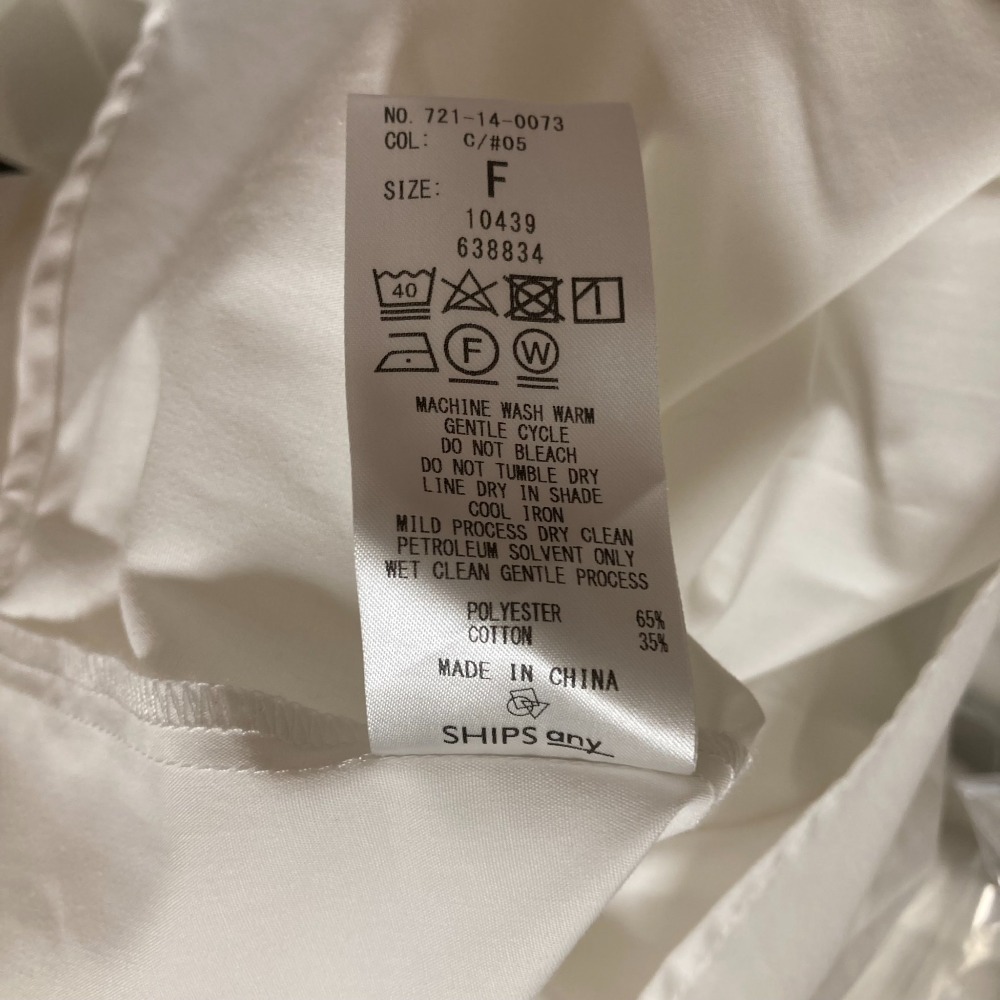 NO. 721-14-0073
COL: C/#05
SIZE: F
10439
638834
40
F W
MACHINE WASH WARM
GENTLE CYCLE
DO NOT BLEACH
DO NOT TUMBLE DRY
LINE DRY IN SHADE
COOL IRON
MILD PROCESS DRY CLEAN
PETROLEUM SOLVENT ONLY
WET CLEAN GENTLE PROCESS
POLYESTER 65%
COTTON 35%
MADE IN CHINA
SHIPS any